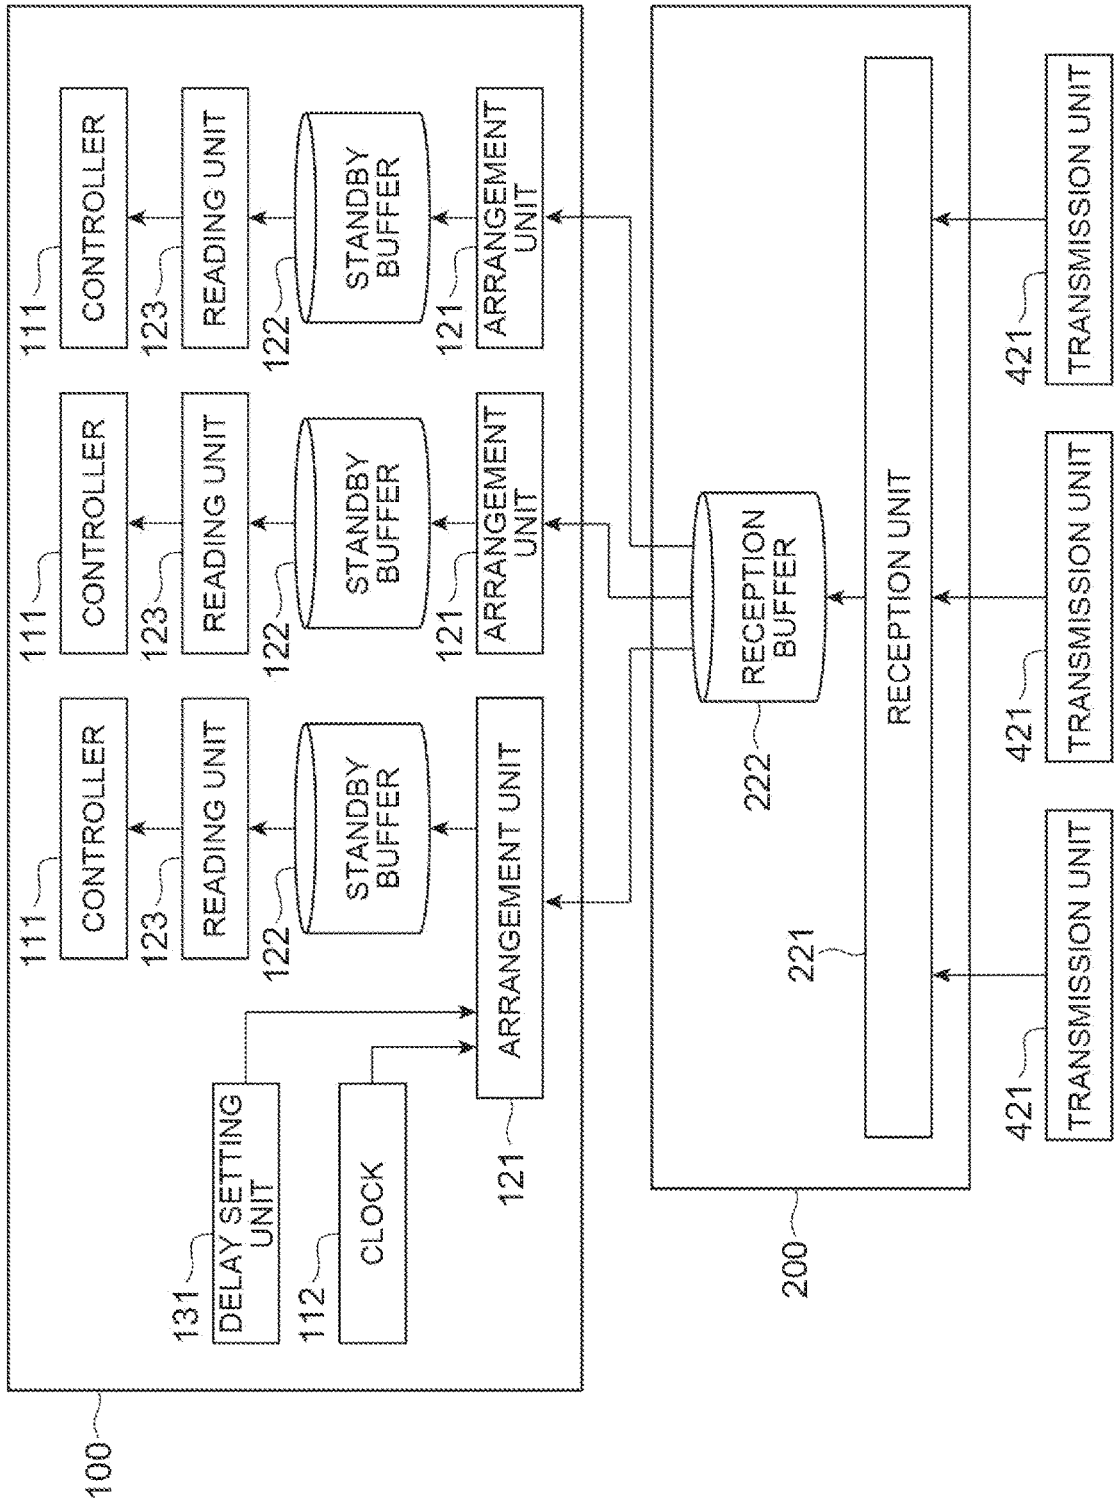 100
111
CONTROLLER
111
CONTROLLER
111
CONTROLLER
131
DELAY SETTING
UNIT
123
READING UNIT
123
READING UNIT
123
READING UNIT
112
CLOCK
122
STANDBY
BUFFER
122
STANDBY
BUFFER
122
STANDBY
BUFFER
121
ARRANGEMENT UNIT
121
ARRANGEMENT
UNIT
121
ARRANGEMENT
UNIT
200
222
RECEPTION
BUFFER
221
RECEPTION UNIT
421
TRANSMISSION UNIT
421
TRANSMISSION UNIT
421
TRANSMISSION UNIT